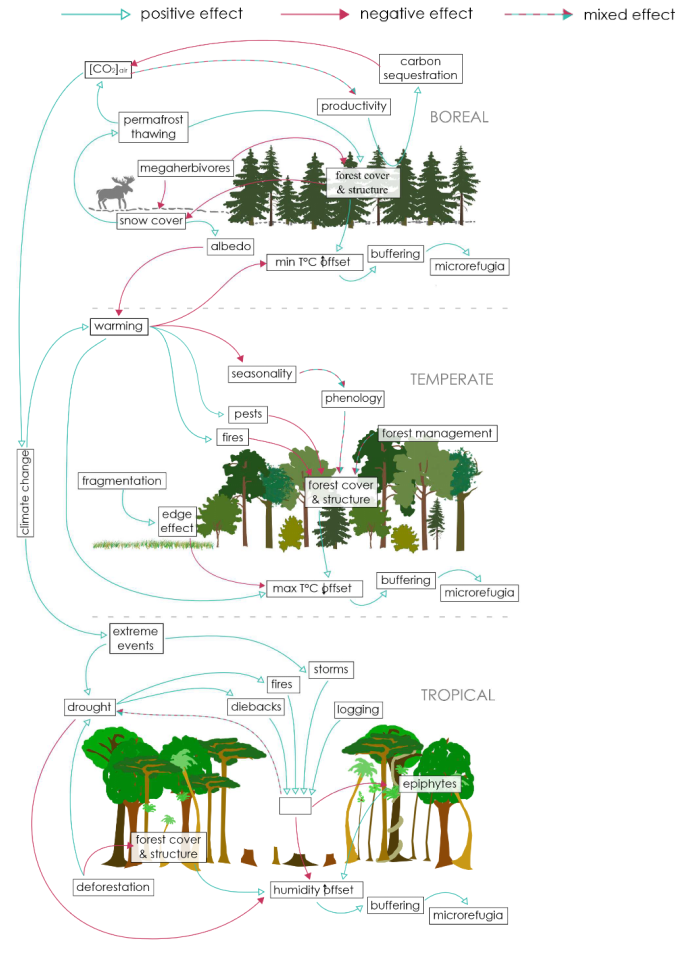 positive effect
negative effect
mixed effect
[CO₂]air
carbon
sequestration
productivity
BOREAL
permafrost
thawing
megaherbivores
forest cover
& structure
snow cover
albedo
min T°C offset
buffering
microrefugia
warming
seasonality
TEMPERATE
phenology
pests
fires
forest management
climate change
fragmentation
forest cover
& structure
edge
effect
max T°C offset
buffering
microrefugia
extreme
events
storms
fires
TROPICAL
drought
diebacks
logging
epiphytes
forest cover
& structure
deforestation
humidity offset
buffering
microrefugia